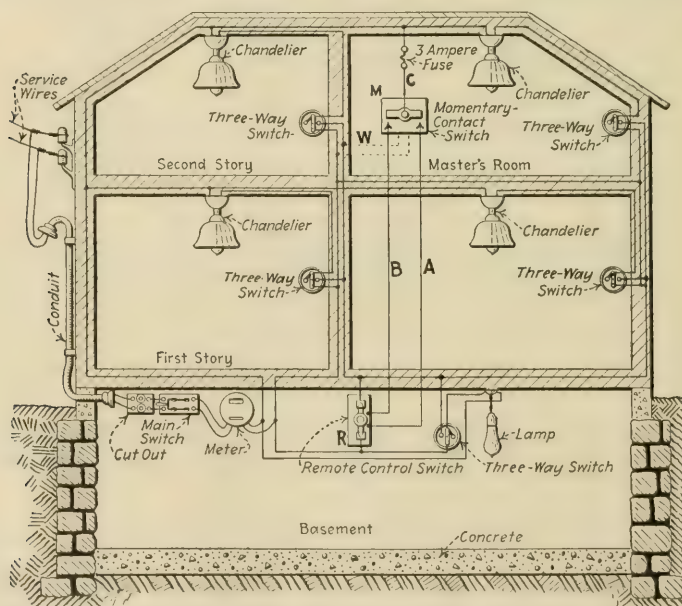 Chandelier
3 Ampere
Fuse
C
Chandelier
Service
Wires
M
Momentary-
Contact
Switch
Three-Way
Switch
W
Three-Way
Switch
Second Story
Master's Room
Chandelier
Chandelier
Three-Way
Switch
B
A
Three-Way
Switch
Conduit
First Story
Main
Switch
Cut Out
Meter
R
Remote Control Switch
Three-Way Switch
Lamp
Basement
Concrete